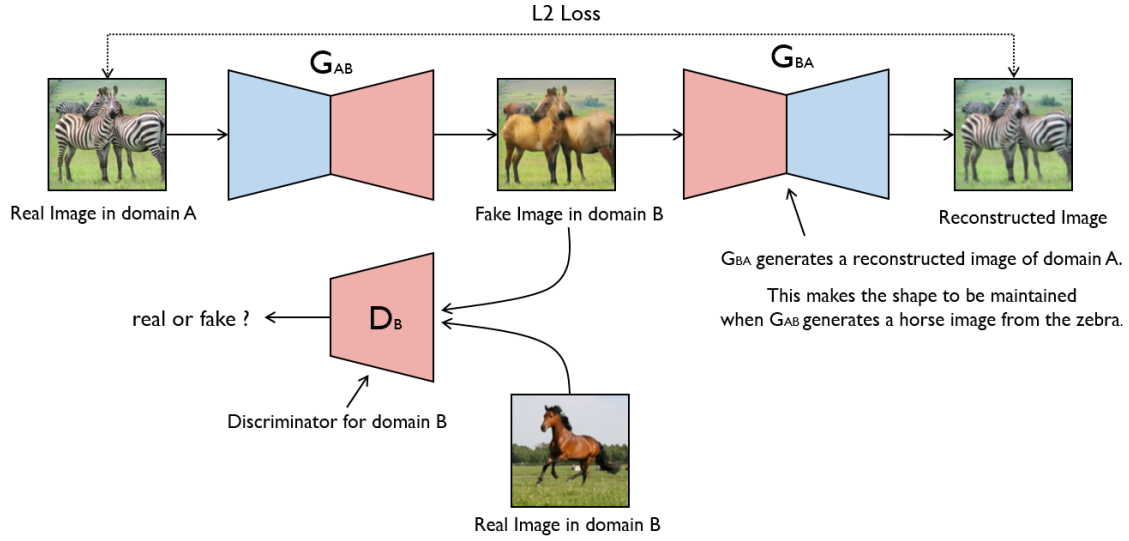 L2 Loss
GAB
GBA
Real Image in domain A
Fake Image in domain B
Reconstructed Image
GBA generates a reconstructed image of domain A.
This makes the shape to be maintained
when GAB generates a horse image from the zebra.
real or fake ?
DB
Discriminator for domain B
Real Image in domain B